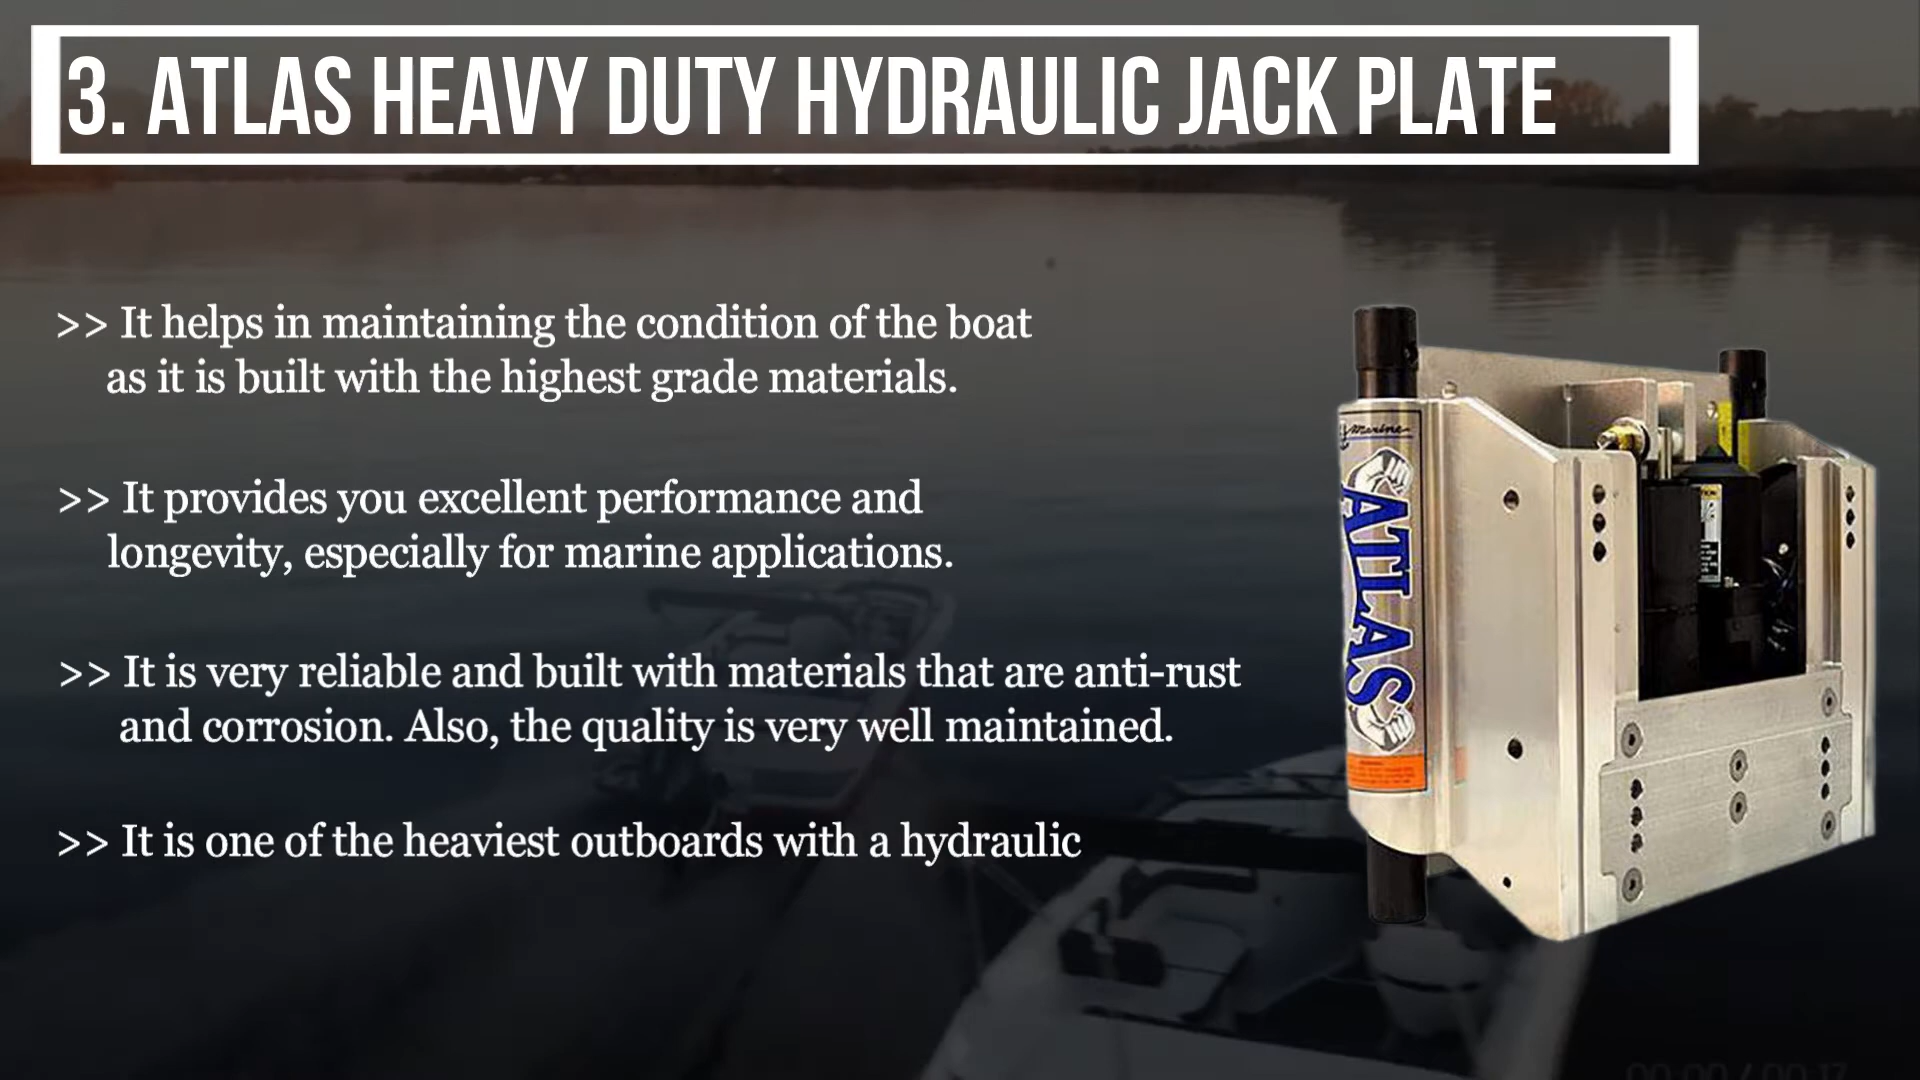 3. ATLAS HEAVY DUTY HYDRAULIC JACK PLATE
>> It helps in maintaining the condition of the boat
as it is built with the highest grade materials.
>> It provides you excellent performance and
longevity, especially for marine applications.
>> It is very reliable and built with materials that are anti-rust
and corrosion. Also, the quality is very well maintained.
>> It is one of the heaviest outboards with a hydraulic
Marine
ATLAS